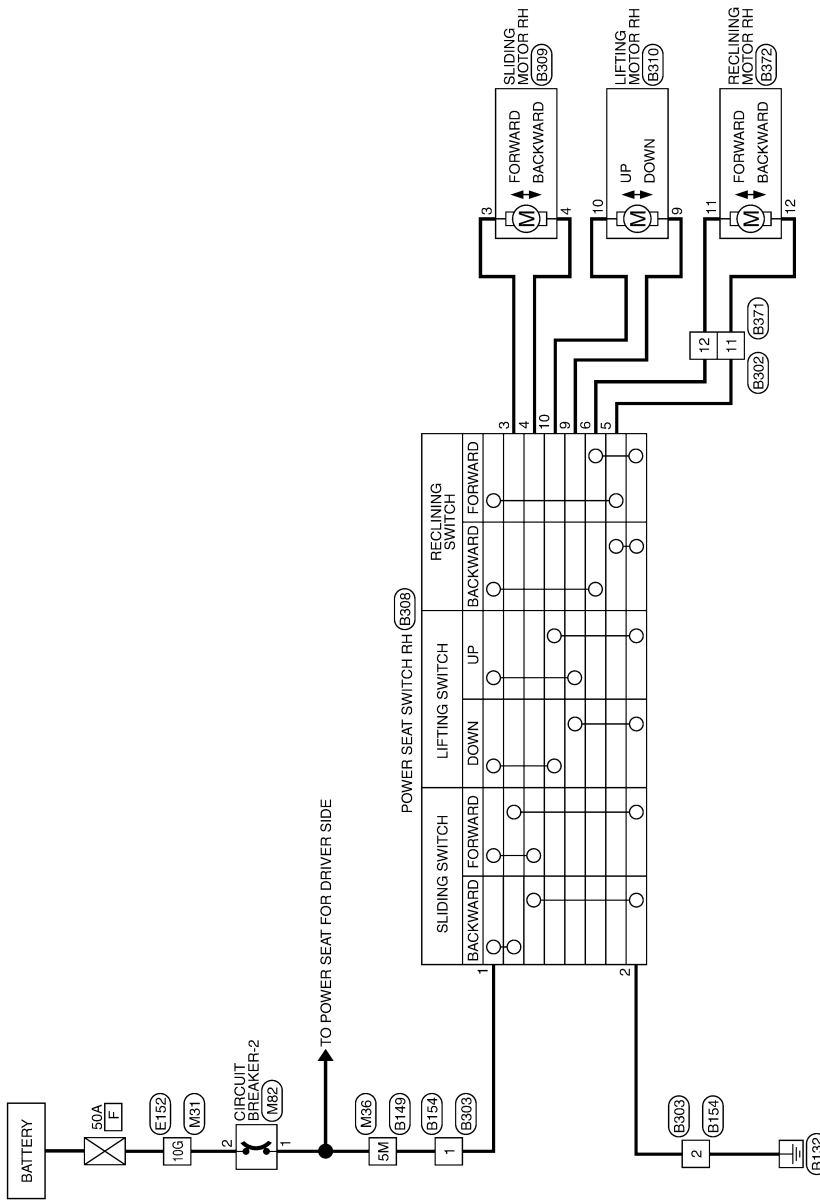 BATTERY
50A
F
E152
10G
M31
CIRCUIT
BREAKER-2
M82
2
1
TO POWER SEAT FOR DRIVER SIDE
M36
5M
B149
B154
1
B303
POWER SEAT SWITCH RH
B308
SLIDING SWITCH
LIFTING SWITCH
RECLINING
SWITCH
BACKWARD
FORWARD
DOWN
UP
BACKWARD
FORWARD
1
2
3
4
10
9
6
5
B303
2
B154
B132
SLIDING
MOTOR RH
B309
FORWARD
BACKWARD
M
3
4
LIFTING
MOTOR RH
B310
UP
DOWN
M
10
9
RECLINING
MOTOR RH
B372
FORWARD
BACKWARD
M
11
12
12
11
B371
B302